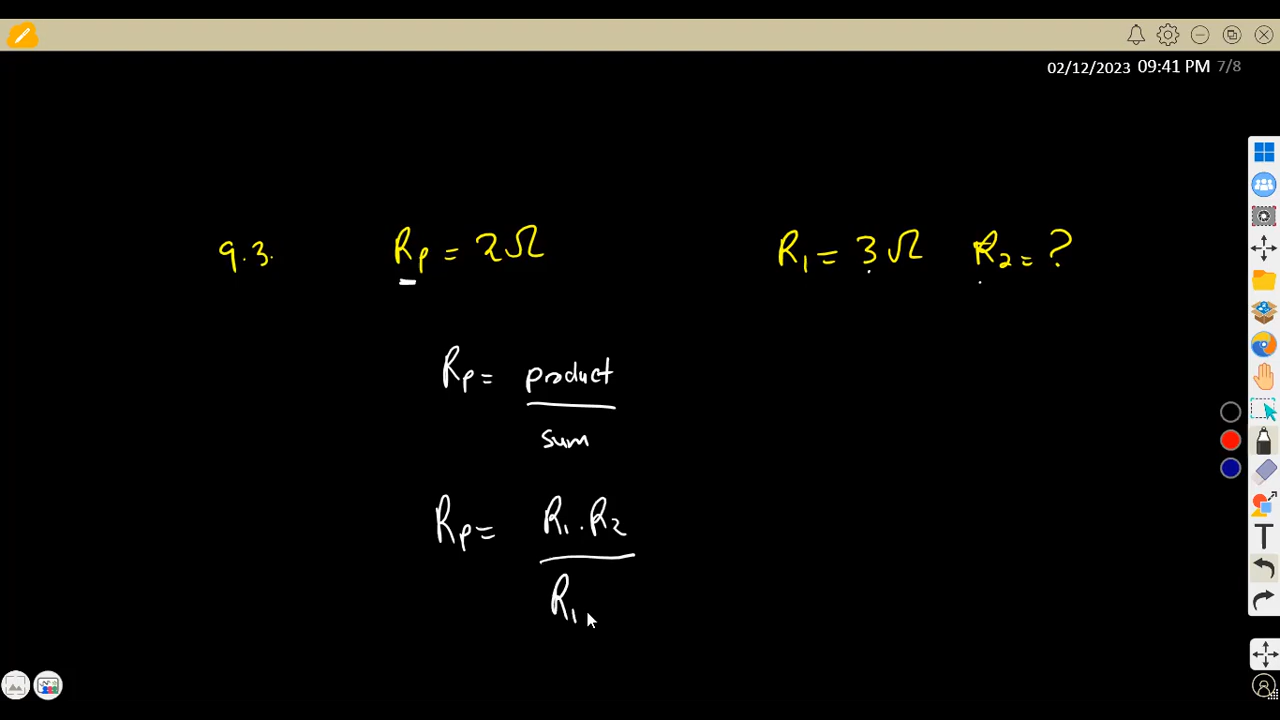 02/12/2023 09:41 PM 7/8
9.3. Rp = 2Ω R1 = 3Ω R2 = ?
Rp = product
sum
Rp = R1 . R2
R1
T